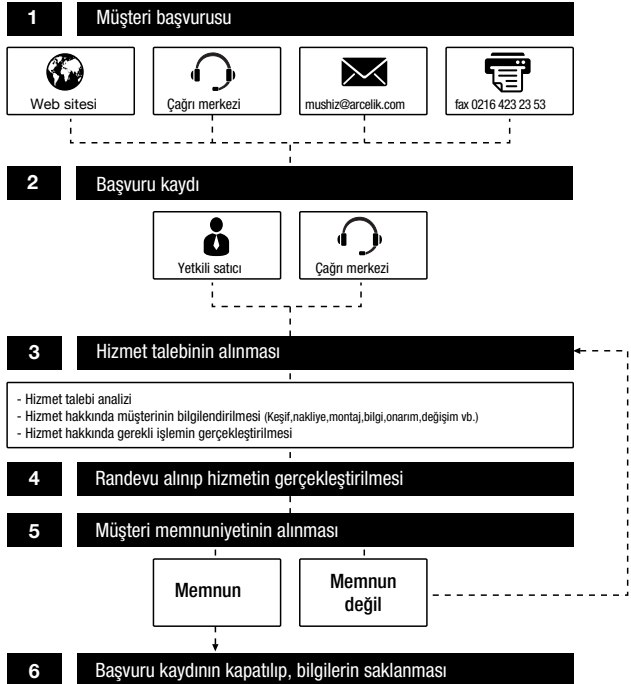 1 Müşteri başvurusu
Web sitesi
Çağrı merkezi
mushiz@arcelik.com
fax 0216 423 23 53
2 Başvuru kaydı
Yetkili satıcı
Çağrı merkezi
3 Hizmet talebinin alınması
- Hizmet talebi analizi
- Hizmet hakkında müşterinin bilgilendirilmesi (Keşif,nakliye,montaj,bilgi,onarım,değişim vb.)
- Hizmet hakkında gerekli işlemin gerçekleştirilmesi
4 Randevu alınıp hizmetin gerçekleştirilmesi
5 Müşteri memnuniyetinin alınması
Memnun
Memnun
değil
6 Başvuru kaydının kapatılıp, bilgilerin saklanması